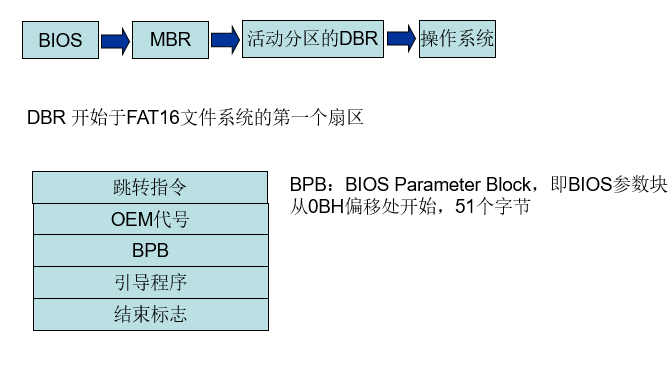 BIOS MBR 活动分区的DBR 操作系统
DBR 开始于FAT16文件系统的第一个扇区
跳转指令
OEM代号
BPB
引导程序
结束标志
BPB：BIOS Parameter Block，即BIOS参数块
从0BH偏移处开始，51个字节